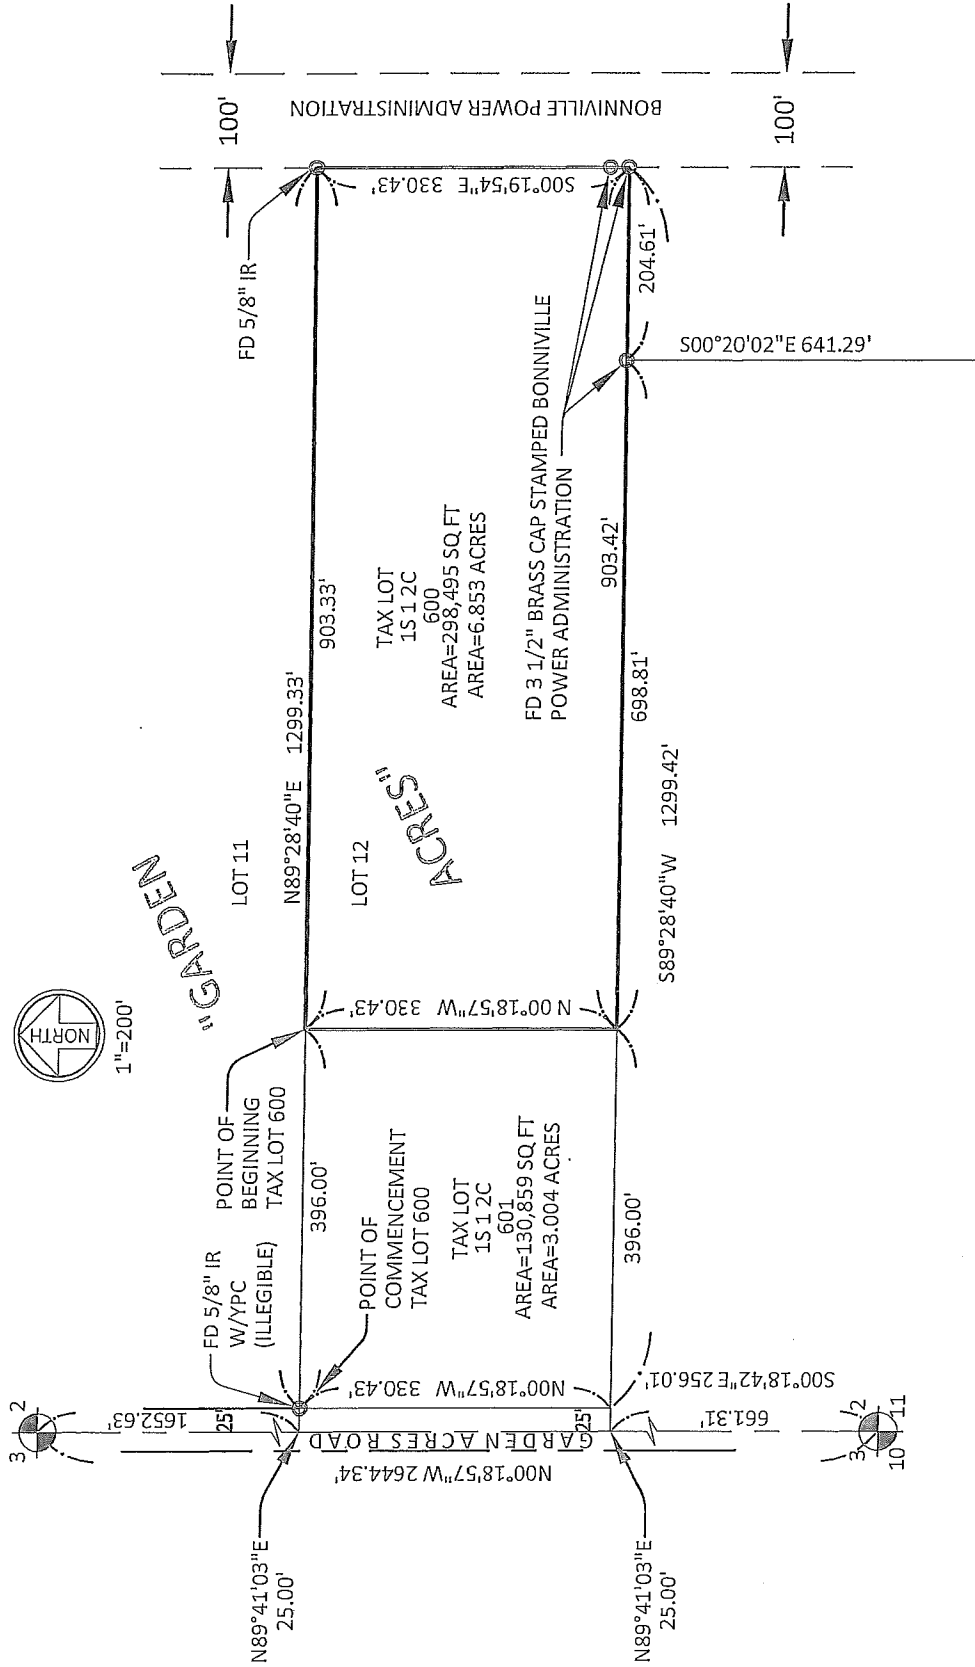 3 2
1652.63'
25'
N89°41'03"E
25.00'
FD 5/8" IR
W/YPC
(ILLEGIBLE)
POINT OF
BEGINNING
TAX LOT 600
396.00'
POINT OF
COMMENCEMENT
TAX LOT 600
N00°18'57"W 330.43'
TAX LOT
1S 1 2C
601
AREA=130,859 SQ FT
AREA=3.004 ACRES
396.00'
GARDEN ACRES ROAD
N00°18'57"W 2644.34'
25'
N89°41'03"E
25.00'
S00°18'42"E 256.01'
661.31'
3 2
10 11
NORTH
1"=200'
"GARDEN
ACRES"
LOT 11
N89°28'40"E 1299.33'
903.33'
LOT 12
N 00°18'57"W 330.43'
TAX LOT
1S 1 2C
600
AREA=298,495 SQ FT
AREA=6.853 ACRES
FD 3 1/2" BRASS CAP STAMPED BONNIVILLE
POWER ADMINISTRATION
903.42'
698.81'
204.61'
S89°28'40"W 1299.42'
S00°20'02"E 641.29'
FD 5/8" IR
S00°19'54"E 330.43'
100'
BONNIVILLE POWER ADMINISTRATION
100'